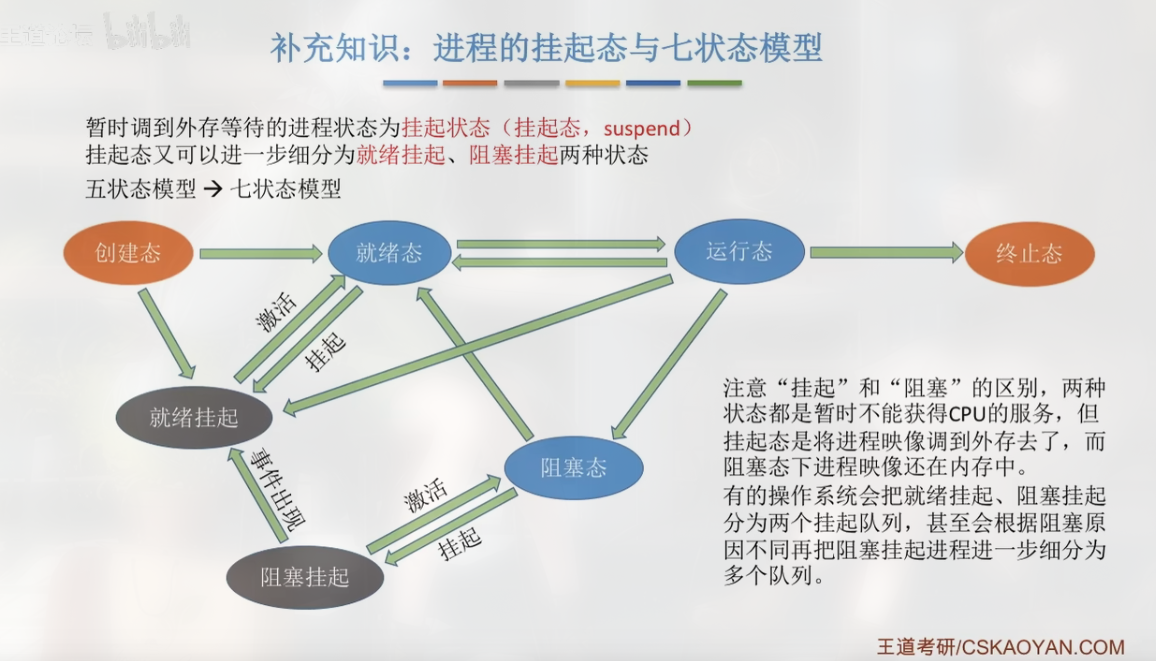 王道论坛 bilibili
补充知识：进程的挂起态与七状态模型
暂时调到外存等待的进程状态为挂起状态（挂起态，suspend）
挂起态又可以进一步细分为就绪挂起、阻塞挂起两种状态
五状态模型→七状态模型
创建态
就绪态
运行态
终止态
激活
挂起
就绪挂起
事件出现
阻塞态
激活
挂起
阻塞挂起
注意“挂起”和“阻塞”的区别，两种
状态都是暂时不能获得CPU的服务，但
挂起态是将进程映像调到外存去了，而
阻塞态下进程映像还在内存中。
有的操作系统会把就绪挂起、阻塞挂起
分为两个挂起队列，甚至会根据阻塞原
因不同再把阻塞挂起进程进一步细分为
多个队列。
王道考研/CSKAOYAN.COM